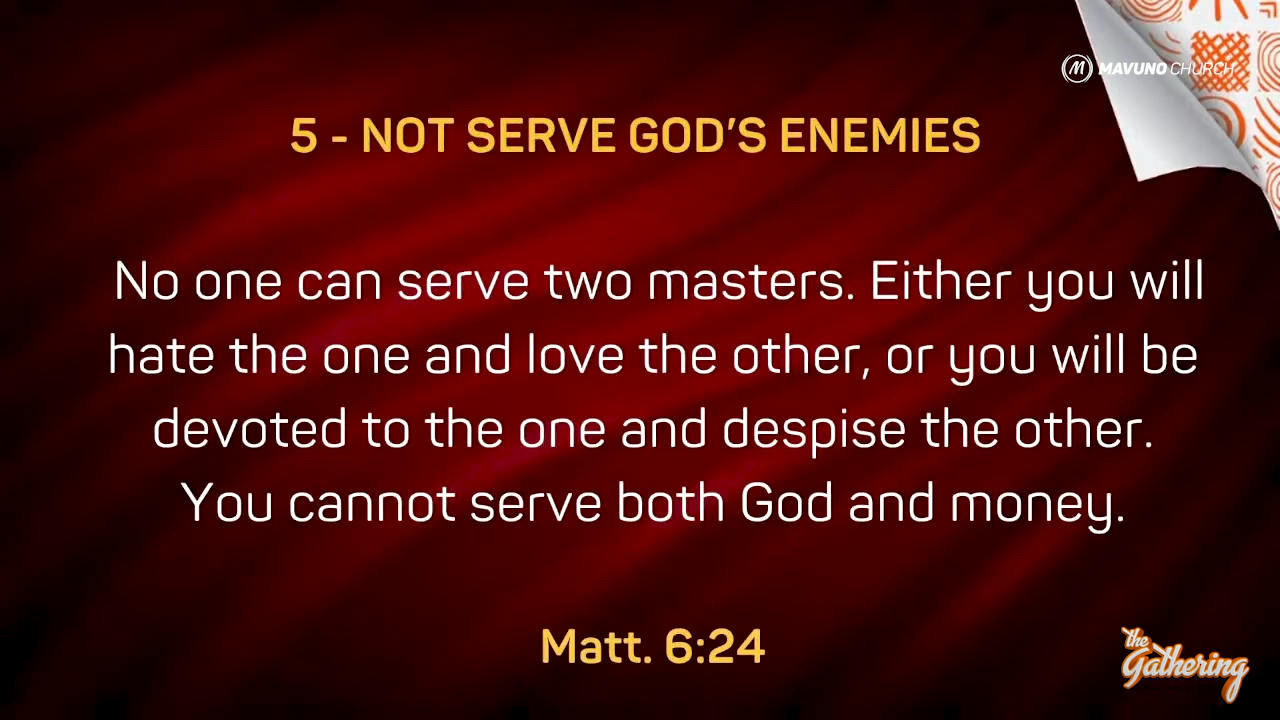 MAVUNO CHURCH
5 - NOT SERVE GOD'S ENEMIES
No one can serve two masters. Either you will
hate the one and love the other, or you will be
devoted to the one and despise the other.
You cannot serve both God and money.
Matt. 6:24
the
Gathering